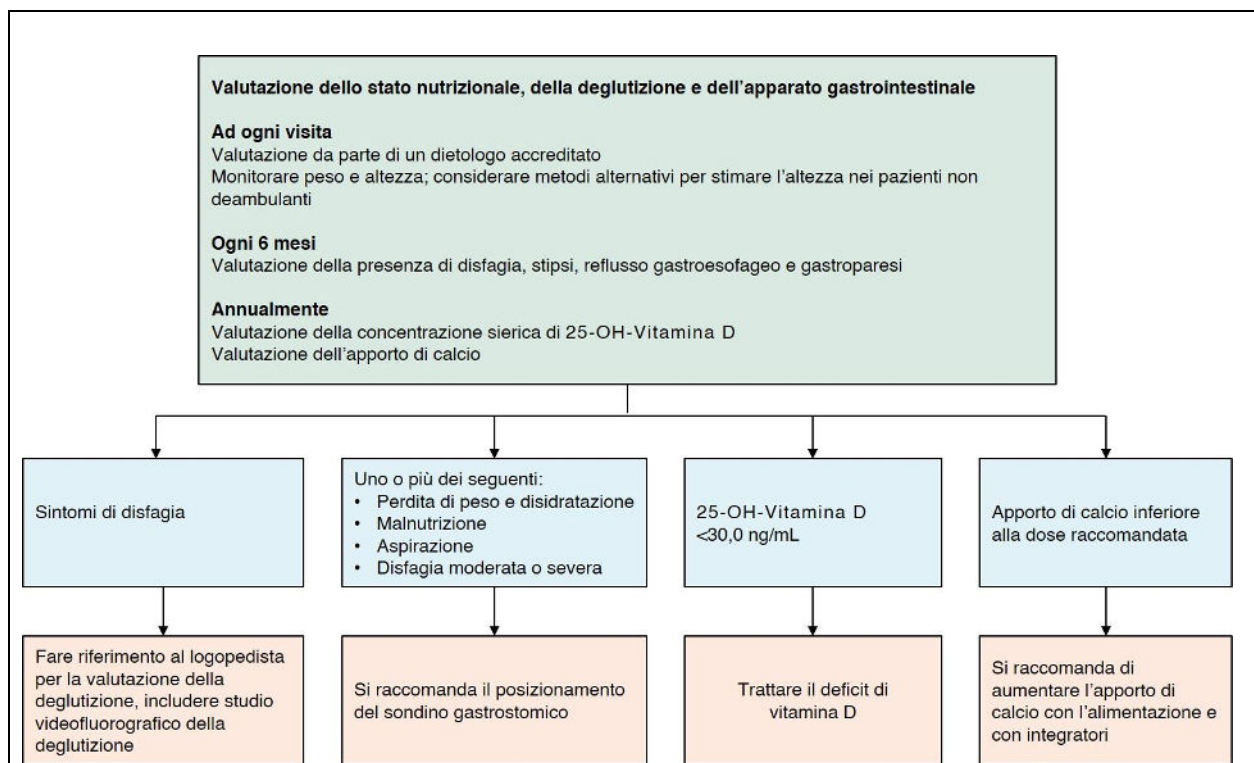 Valutazione dello stato nutrizionale, della deglutizione e dell'apparato gastrointestinale
Ad ogni visita
Valutazione da parte di un dietologo accreditato
Monitorare peso e altezza; considerare metodi alternativi per stimare l'altezza nei pazienti non
deambulanti
Ogni 6 mesi
Valutazione della presenza di disfagia, stipsi, reflusso gastroesofageo e gastroparesi
Annualmente
Valutazione della concentrazione sierica di 25-OH-Vitamina D
Valutazione dell'apporto di calcio
Sintomi di disfagia
Uno o più dei seguenti:
• Perdita di peso e disidratazione
• Malnutrizione
• Aspirazione
• Disfagia moderata o severa
25-OH-Vitamina D
<30,0 ng/mL
Apporto di calcio inferiore
alla dose raccomandata
Fare riferimento al logopedista
per la valutazione della
deglutizione, includere studio
videofluorografico della
deglutizione
Si raccomanda il posizionamento
del sondino gastrostomico
Trattare il deficit di
vitamina D
Si raccomanda di
aumentare l'apporto di
calcio con l'alimentazione e
con integratori